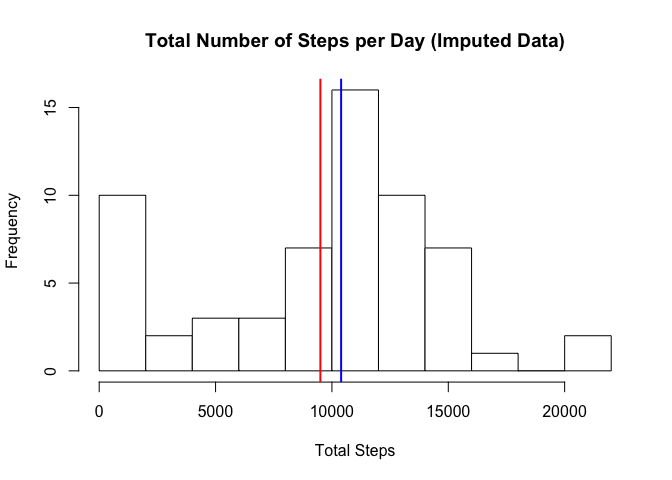 Total Number of Steps per Day (Imputed Data)
Frequency
15
10
5
0
0 5000 10000 15000 20000
Total Steps